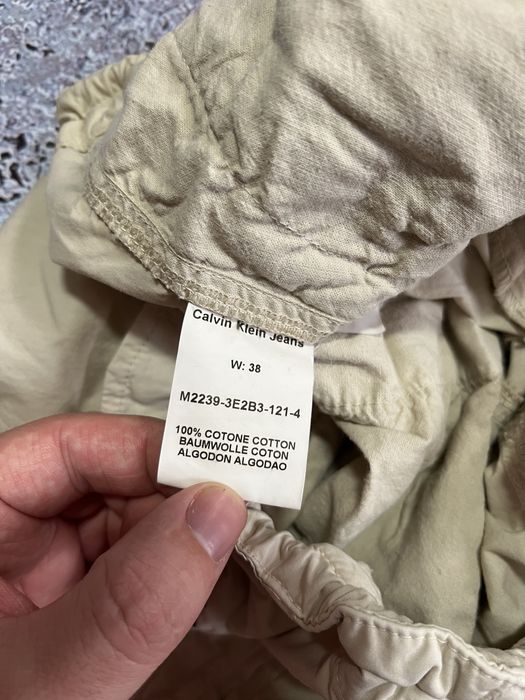 Calvin Klein Jeans
W: 38
M2239-3E2B3-121-4
100% COTONE COTTON
BAUMWOLLE COTON
ALGODON ALGODAO